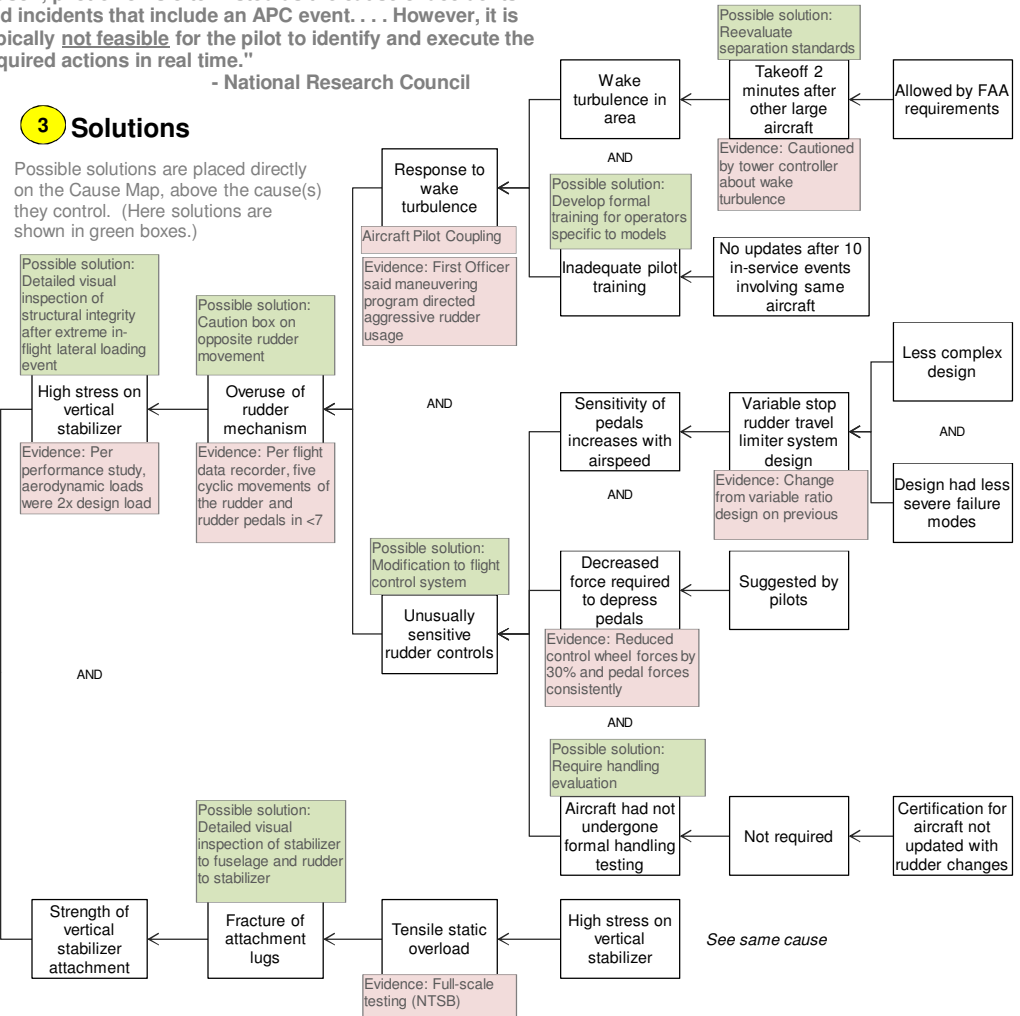 d incidents that include an APC event. . . . However, it is
pically not feasible for the pilot to identify and execute the
quired actions in real time."
- National Research Council
3 Solutions
Possible solutions are placed directly
on the Cause Map, above the cause(s)
they control. (Here solutions are
shown in green boxes.)
Possible solution:
Reevaluate
separation standards
Wake
turbulence in
area
Takeoff 2
minutes after
other large
aircraft
Allowed by FAA
requirements
Evidence: Cautioned
by tower controller
about wake
turbulence
AND
Response to
wake
turbulence
Aircraft Pilot Coupling
Evidence: First Officer
said maneuvering
program directed
aggressive rudder
usage
Possible solution:
Develop formal
training for operators
specific to models
Inadequate pilot
training
No updates after 10
in-service events
involving same
aircraft
Possible solution:
Detailed visual
inspection of
structural integrity
after extreme in-
flight lateral loading
event
High stress on
vertical
stabilizer
Evidence: Per
performance study,
aerodynamic loads
were 2x design load
Possible solution:
Caution box on
opposite rudder
movement
Overuse of
rudder
mechanism
Evidence: Per flight
data recorder, five
cyclic movements of
the rudder and
rudder pedals in <7
AND
Sensitivity of
pedals
increases with
airspeed
Variable stop
rudder travel
limiter system
design
Evidence: Change
from variable ratio
design on previous
Less complex
design
AND
Design had less
severe failure
modes
AND
Possible solution:
Modification to flight
control system
Unusually
sensitive
rudder controls
Decreased
force required
to depress
pedals
Suggested by
pilots
Evidence: Reduced
control wheel forces by
30% and pedal forces
consistently
AND
AND
Possible solution:
Require handling
evaluation
Aircraft had not
undergone
formal handling
testing
Not required
Certification for
aircraft not
updated with
rudder changes
Possible solution:
Detailed visual
inspection of stabilizer
to fuselage and rudder
to stabilizer
Strength of
vertical
stabilizer
attachment
Fracture of
attachment
lugs
Tensile static
overload
Evidence: Full-scale
testing (NTSB)
High stress on
vertical
stabilizer
See same cause